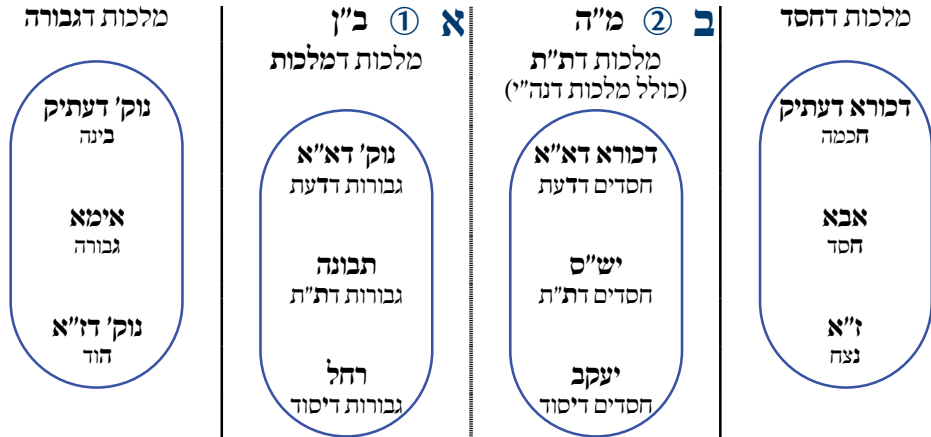 מלכות דחסד
דכורא דעתיק
חכמה
אבא
חסד
ז"א
נצח
ב ② מ"ה
מלכות דת"ת
(כולל מלכות דנה"י)
דכורא דא"א
חסדים דדעת
יש"ס
חסדים דת"ת
יעקב
חסדים דיסוד
א ① ב"ן
מלכות דמלכות
נוק' דא"א
גבורות דדעת
תבונה
גבורות דת"ת
רחל
גבורות דיסוד
מלכות דגבורה
נוק' דעתיק
בינה
אימא
גבורה
נוק' דז"א
הוד